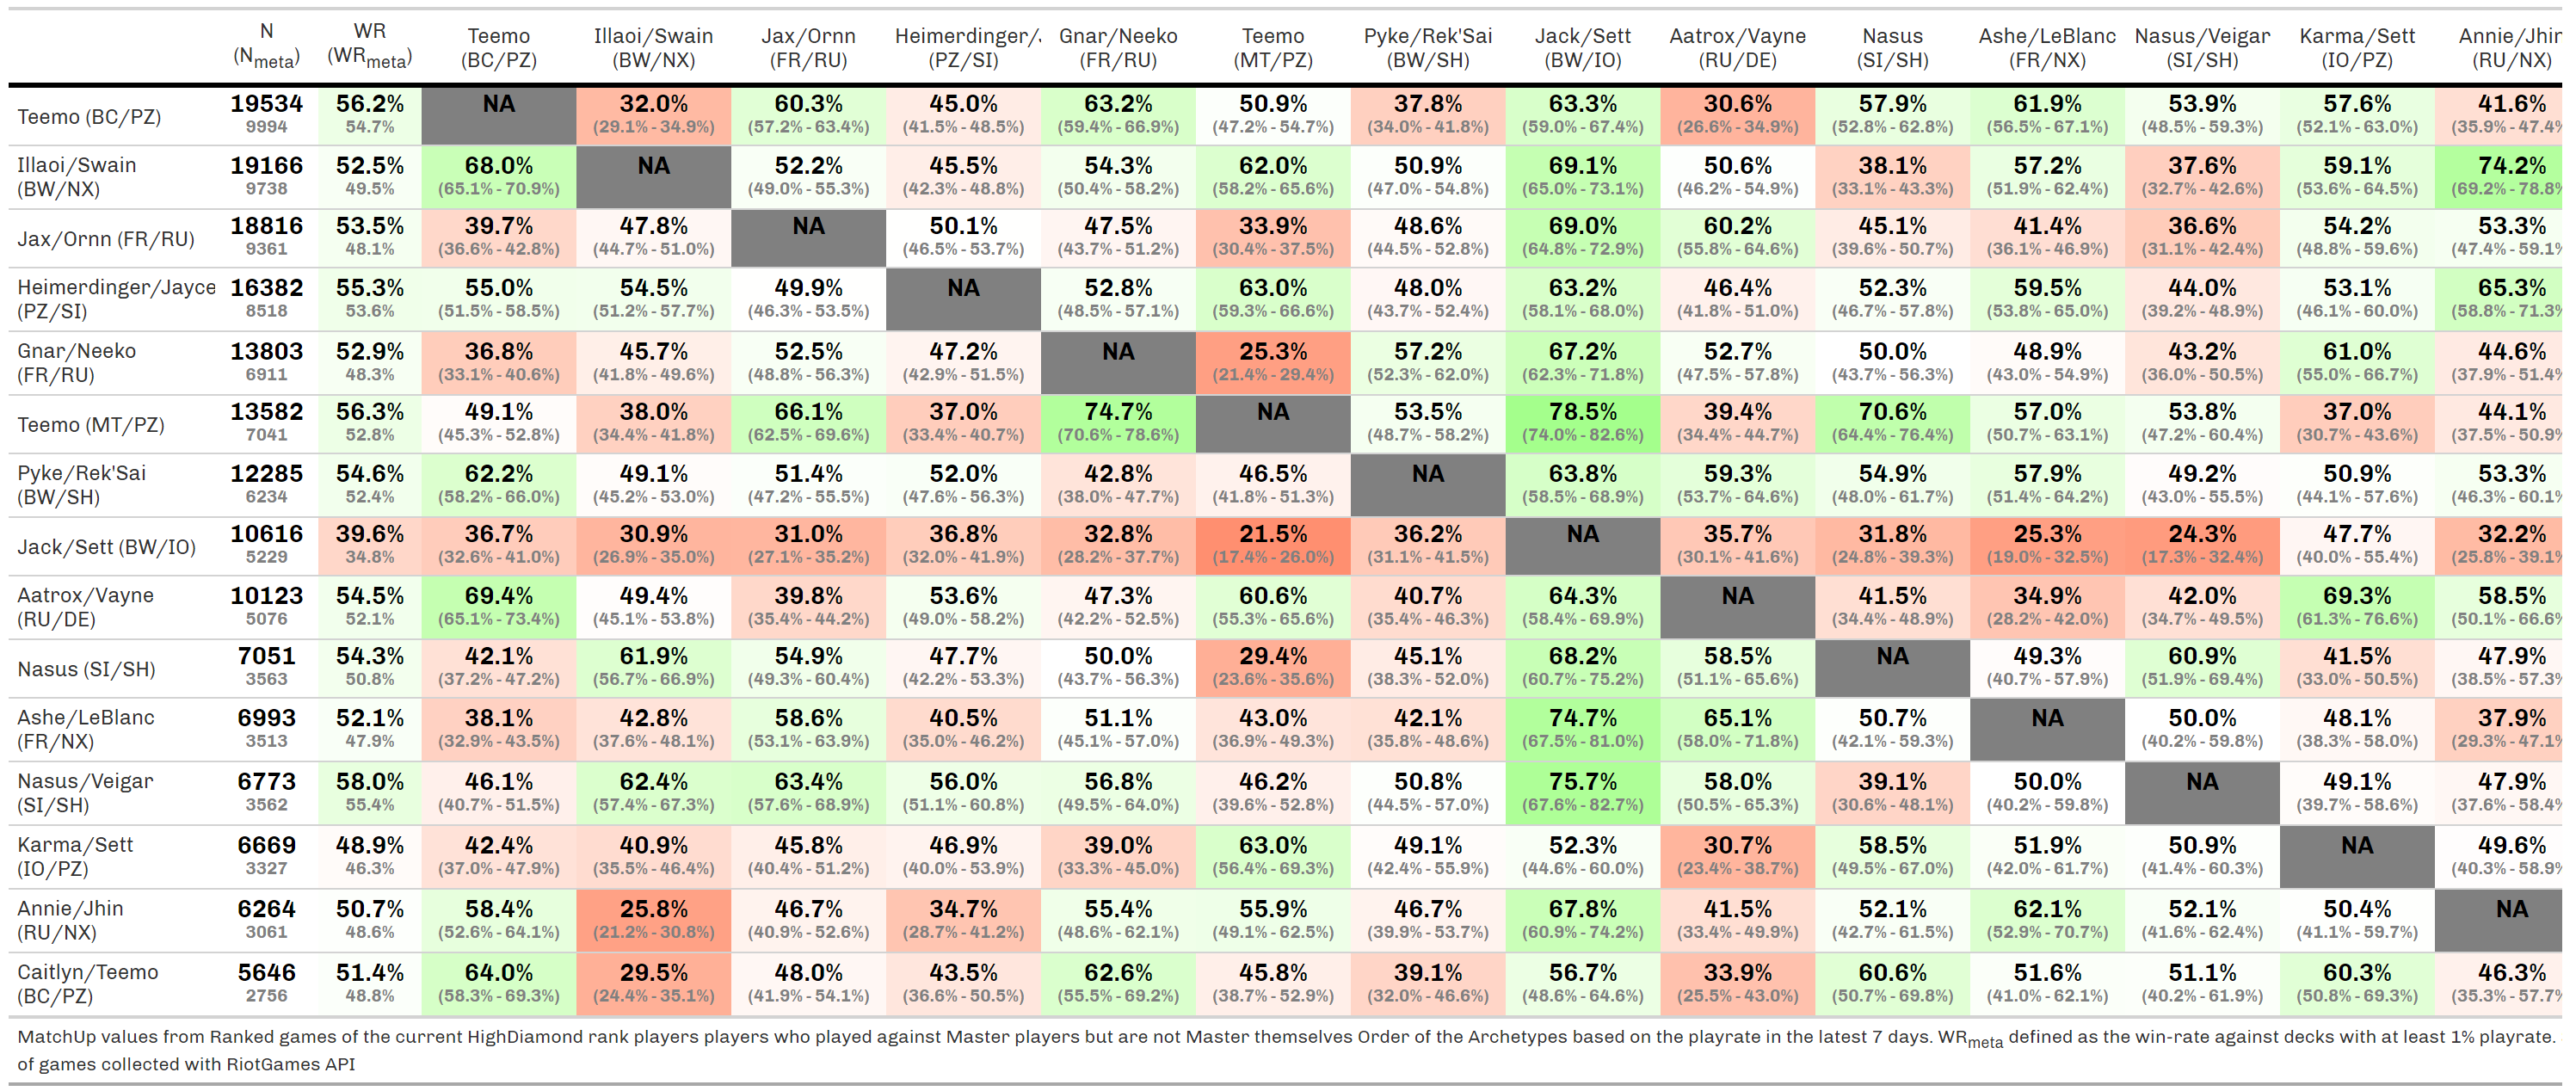 N WR Teemo Illaoi/Swain Jax/Ornn Heimerdinger/. Gnar/Neeko Teemo Pyke/Rek'Sai Jack/Sett Aatrox/Vayne Nasus Ashe/LeBlanc Nasus/Veigar Karma/Sett Annie/Jhin
(Nmeta) (WRmeta) (BC/PZ) (BW/NX) (FR/RU) (PZ/SI) (FR/RU) (MT/PZ) (BW/SH) (BW/IO) (RU/DE) (SI/SH) (FR/NX) (SI/SH) (IO/PZ) (RU/NX)
Teemo (BC/PZ) 19534 56.2% NA 32.0% 60.3% 45.0% 63.2% 50.9% 37.8% 63.3% 30.6% 57.9% 61.9% 53.9% 57.6% 41.6%
9994 54.7% (29.1% - 34.9%) (57.2% - 63.4%) (41.5% - 48.5%) (59.4% - 66.9%) (47.2% - 54.7%) (34.0% - 41.8%) (59.0% - 67.4%) (26.6% - 34.9%) (52.8% - 62.8%) (56.5% - 67.1%) (48.5% - 59.3%) (52.1% - 63.0%) (35.9% - 47.4%
Illaoi/Swain 19166 52.5% 68.0% NA 52.2% 45.5% 54.3% 62.0% 50.9% 69.1% 50.6% 38.1% 57.2% 37.6% 59.1% 74.2%
(BW/NX) 9738 49.5% (65.1% - 70.9%) (49.0% - 55.3%) (42.3% - 48.8%) (50.4% - 58.2%) (58.2% - 65.6%) (47.0% - 54.8%) (65.0% - 73.1%) (46.2% - 54.9%) (33.1% - 43.3%) (51.9% - 62.4%) (32.7% - 42.6%) (53.6% - 64.5%) (69.2% - 78.8%
Jax/Ornn (FR/RU) 18816 53.5% 39.7% 47.8% NA 50.1% 47.5% 33.9% 48.6% 69.0% 60.2% 45.1% 41.4% 36.6% 54.2% 53.3%
9361 48.1% (36.6% - 42.8%) (44.7% - 51.0%) (46.5% - 53.7%) (43.7% - 51.2%) (30.4% - 37.5%) (44.5% - 52.8%) (64.8% - 72.9%) (55.8% - 64.6%) (39.6% - 50.7%) (36.1% - 46.9%) (31.1% - 42.4%) (48.8% - 59.6%) (47.4% - 59.1%
Heimerdinger/Jayce 16382 55.3% 55.0% 54.5% 49.9% NA 52.8% 63.0% 48.0% 63.2% 46.4% 52.3% 59.5% 44.0% 53.1% 65.3%
(PZ/SI) 8518 53.6% (51.5% - 58.5%) (51.2% - 57.7%) (46.3% - 53.5%) (48.5% - 57.1%) (59.3% - 66.6%) (43.7% - 52.4%) (58.1% - 68.0%) (41.8% - 51.0%) (46.7% - 57.8%) (53.8% - 65.0%) (39.2% - 48.9%) (46.1% - 60.0%) (58.8% - 71.3%
Gnar/Neeko 13803 52.9% 36.8% 45.7% 52.5% 47.2% NA 25.3% 57.2% 67.2% 52.7% 50.0% 48.9% 43.2% 61.0% 44.6%
(FR/RU) 6911 48.3% (33.1% - 40.6%) (41.8% - 49.6%) (48.8% - 56.3%) (42.9% - 51.5%) (21.4% - 29.4%) (52.3% - 62.0%) (62.3% - 71.8%) (47.5% - 57.8%) (43.7% - 56.3%) (43.0% - 54.9%) (36.0% - 50.5%) (55.0% - 66.7%) (37.9% - 51.4%
Teemo (MT/PZ) 13582 56.3% 49.1% 38.0% 66.1% 37.0% 74.7% NA 53.5% 78.5% 39.4% 70.6% 57.0% 53.8% 37.0% 44.1%
7041 52.8% (45.3% - 52.8%) (34.4% - 41.8%) (62.5% - 69.6%) (33.4% - 40.7%) (70.6% - 78.6%) (48.7% - 58.2%) (74.0% - 82.6%) (34.4% - 44.7%) (64.4% - 76.4%) (50.7% - 63.1%) (47.2% - 60.4%) (30.7% - 43.6%) (37.5% - 50.9%
Pyke/Rek'Sai 12285 54.6% 62.2% 49.1% 51.4% 52.0% 42.8% 46.5% NA 63.8% 59.3% 54.9% 57.9% 49.2% 50.9% 53.3%
(BW/SH) 6234 52.4% (58.2% - 66.0%) (45.2% - 53.0%) (47.2% - 55.5%) (47.6% - 56.3%) (38.0% - 47.7%) (41.8% - 51.3%) (58.5% - 68.9%) (53.7% - 64.6%) (48.0% - 61.7%) (51.4% - 64.2%) (43.0% - 55.5%) (44.1% - 57.6%) (46.3% - 60.1%
Jack/Sett (BW/IO) 10616 39.6% 36.7% 30.9% 31.0% 36.8% 32.8% 21.5% 36.2% NA 35.7% 31.8% 25.3% 24.3% 47.7% 32.2%
5229 34.8% (32.6% - 41.0%) (26.9% - 35.0%) (27.1% - 35.2%) (32.0% - 41.9%) (28.2% - 37.7%) (17.4% - 26.0%) (31.1% - 41.5%) (30.1% - 41.6%) (24.8% - 39.3%) (19.0% - 32.5%) (17.3% - 32.4%) (40.0% - 55.4%) (25.8% - 39.1%
Aatrox/Vayne 10123 54.5% 69.4% 49.4% 39.8% 53.6% 47.3% 60.6% 40.7% 64.3% NA 41.5% 34.9% 42.0% 69.3% 58.5%
(RU/DE) 5076 52.1% (65.1% - 73.4%) (45.1% - 53.8%) (35.4% - 44.2%) (49.0% - 58.2%) (42.2% - 52.5%) (55.3% - 65.6%) (35.4% - 46.3%) (58.4% - 69.9%) (34.4% - 48.9%) (28.2% - 42.0%) (34.7% - 49.5%) (61.3% - 76.6%) (50.1% - 66.6%
Nasus (SI/SH) 7051 54.3% 42.1% 61.9% 54.9% 47.7% 50.0% 29.4% 45.1% 68.2% 58.5% NA 49.3% 60.9% 41.5% 47.9%
3563 50.8% (37.2% - 47.2%) (56.7% - 66.9%) (49.3% - 60.4%) (42.2% - 53.3%) (43.7% - 56.3%) (23.6% - 35.6%) (38.3% - 52.0%) (60.7% - 75.2%) (51.1% - 65.6%) (40.7% - 57.9%) (51.9% - 69.4%) (33.0% - 50.5%) (38.5% - 57.3%
Ashe/LeBlanc 6993 52.1% 38.1% 42.8% 58.6% 40.5% 51.1% 43.0% 42.1% 74.7% 65.1% 50.7% NA 50.0% 48.1% 37.9%
(FR/NX) 3513 47.9% (32.9% - 43.5%) (37.6% - 48.1%) (53.1% - 63.9%) (35.0% - 46.2%) (45.1% - 57.0%) (36.9% - 49.3%) (35.8% - 48.6%) (67.5% - 81.0%) (58.0% - 71.8%) (42.1% - 59.3%) (40.2% - 59.8%) (38.3% - 58.0%) (29.3% - 47.1%
Nasus/Veigar 6773 58.0% 46.1% 62.4% 63.4% 56.0% 56.8% 46.2% 50.8% 75.7% 58.0% 39.1% 50.0% NA 49.1% 47.9%
(SI/SH) 3562 55.4% (40.7% - 51.5%) (57.4% - 67.3%) (57.6% - 68.9%) (51.1% - 60.8%) (49.5% - 64.0%) (39.6% - 52.8%) (44.5% - 57.0%) (67.6% - 82.7%) (50.5% - 65.3%) (30.6% - 48.1%) (40.2% - 59.8%) (39.7% - 58.6%) (37.6% - 58.4%
Karma/Sett 6669 48.9% 42.4% 40.9% 45.8% 46.9% 39.0% 63.0% 49.1% 52.3% 30.7% 58.5% 51.9% 50.9% NA 49.6%
(IO/PZ) 3327 46.3% (37.0% - 47.9%) (35.5% - 46.4%) (40.4% - 51.2%) (40.0% - 53.9%) (33.3% - 45.0%) (56.4% - 69.3%) (42.4% - 55.9%) (44.6% - 60.0%) (23.4% - 38.7%) (49.5% - 67.0%) (42.0% - 61.7%) (41.4% - 60.3%) (40.3% - 58.9%
Annie/Jhin 6264 50.7% 58.4% 25.8% 46.7% 34.7% 55.4% 55.9% 46.7% 67.8% 41.5% 52.1% 62.1% 52.1% 50.4% NA
(RU/NX) 3061 48.6% (52.6% - 64.1%) (21.2% - 30.8%) (40.9% - 52.6%) (28.7% - 41.2%) (48.6% - 62.1%) (49.1% - 62.5%) (39.9% - 53.7%) (60.9% - 74.2%) (33.4% - 49.9%) (42.7% - 61.5%) (52.9% - 70.7%) (41.6% - 62.4%) (41.1% - 59.7%)
Caitlyn/Teemo 5646 51.4% 64.0% 29.5% 48.0% 43.5% 62.6% 45.8% 39.1% 56.7% 33.9% 60.6% 51.6% 51.1% 60.3% 46.3%
(BC/PZ) 2756 48.8% (58.3% - 69.3%) (24.4% - 35.1%) (41.9% - 54.1%) (36.6% - 50.5%) (55.5% - 69.2%) (38.7% - 52.9%) (32.0% - 46.6%) (48.6% - 64.6%) (25.5% - 43.0%) (50.7% - 69.8%) (41.0% - 62.1%) (40.2% - 61.9%) (50.8% - 69.3%) (35.3% - 57.7%
MatchUp values from Ranked games of the current HighDiamond rank players players who played against Master players but are not Master themselves Order of the Archetypes based on the playrate in the latest 7 days. WRmeta defined as the win-rate against decks with at least 1% playrate.
of games collected with RiotGames API